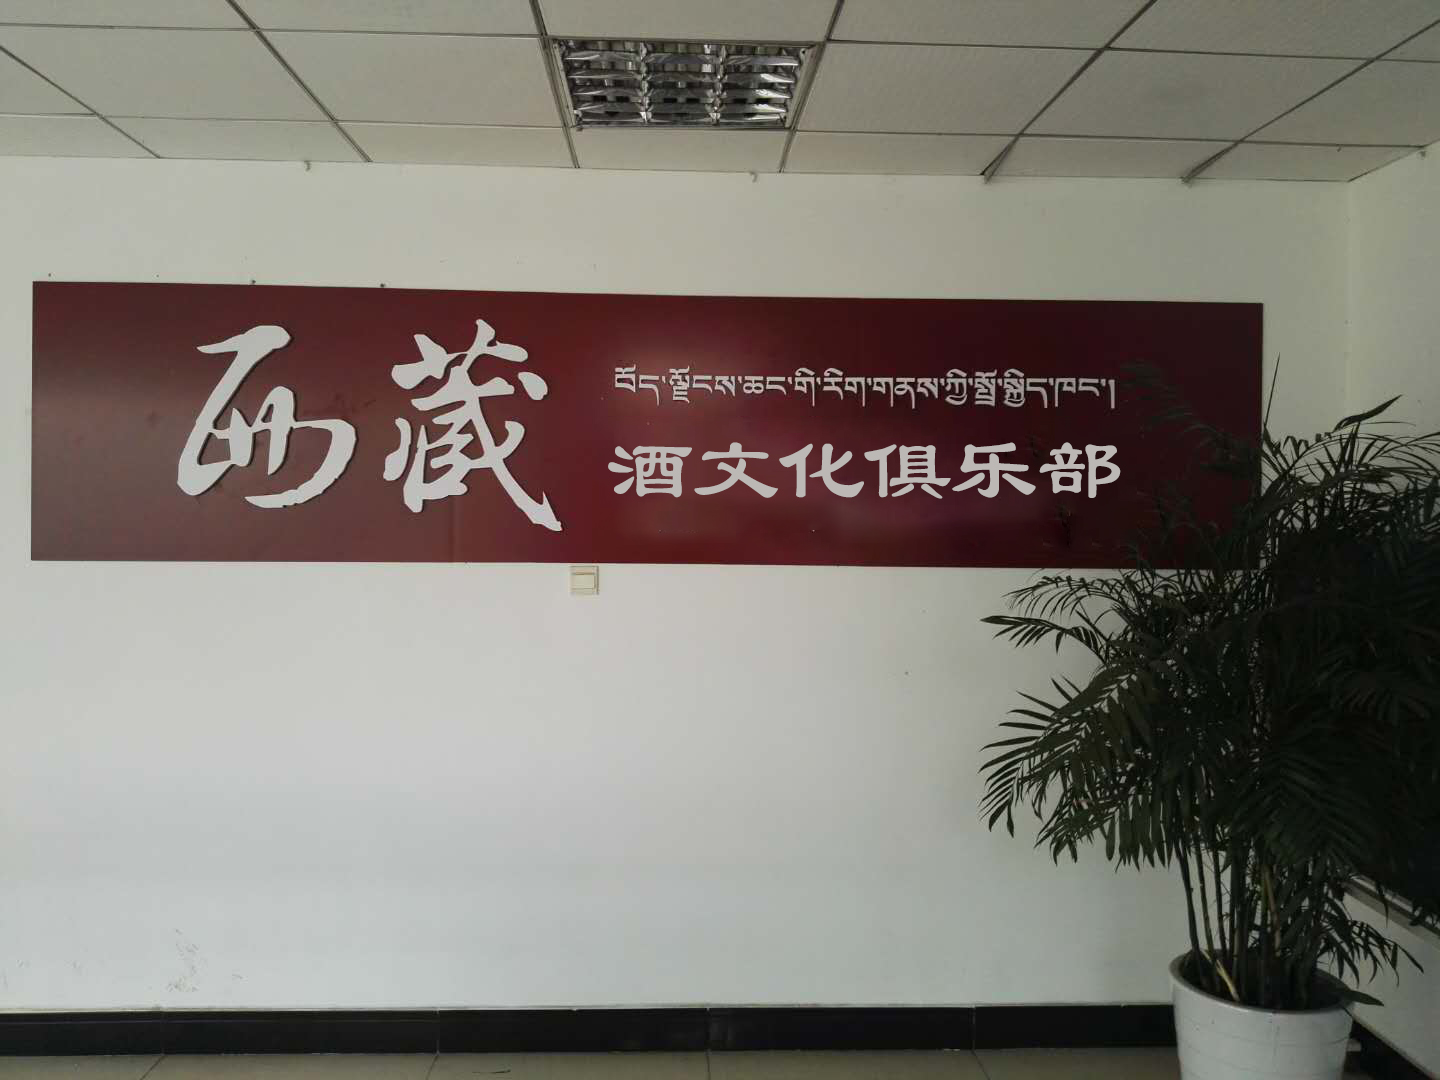 西藏
བོད་ལྗོངས་ཆང་གི་རིག་གནས་ཀྱི་སྤྲོ་སྐྱིད་ཁང་།
酒文化俱乐部